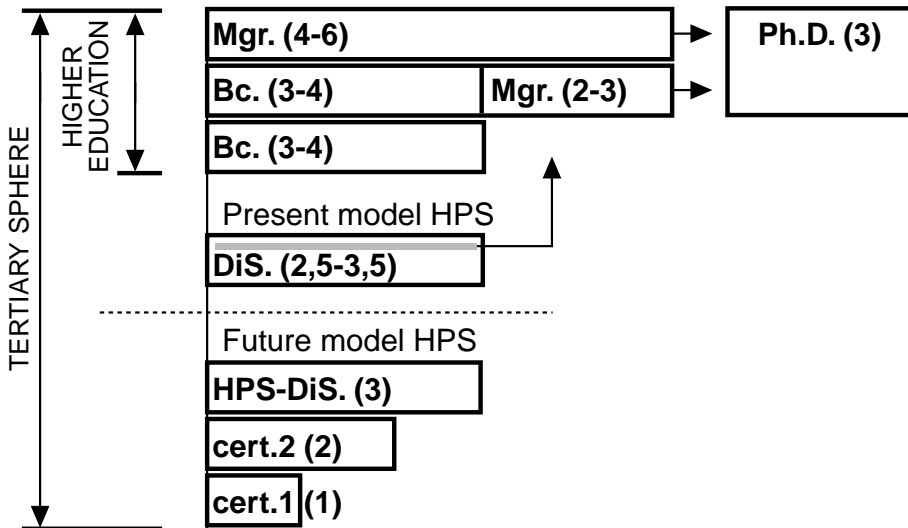 TERTIARY SPHERE
HIGHER
EDUCATION
Mgr. (4-6)
Ph.D. (3)
Bc. (3-4)
Mgr. (2-3)
Bc. (3-4)
Present model HPS
DiS. (2,5-3,5)
Future model HPS
HPS-DiS. (3)
cert.2 (2)
cert.1 (1)